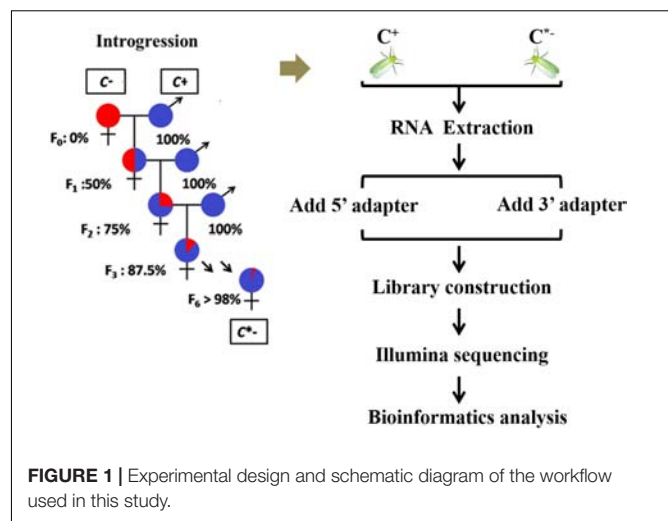 Introgression
C-
C+
F₀: 0%
100%
F₁ :50%
100%
F₂ : 75%
100%
F₃ : 87.5%
F₆ > 98%
C*-
C⁺
C*-
RNA Extraction
Add 5’ adapter
Add 3’ adapter
Library construction
Illumina sequencing
Bioinformatics analysis
FIGURE 1 | Experimental design and schematic diagram of the workflow
used in this study.